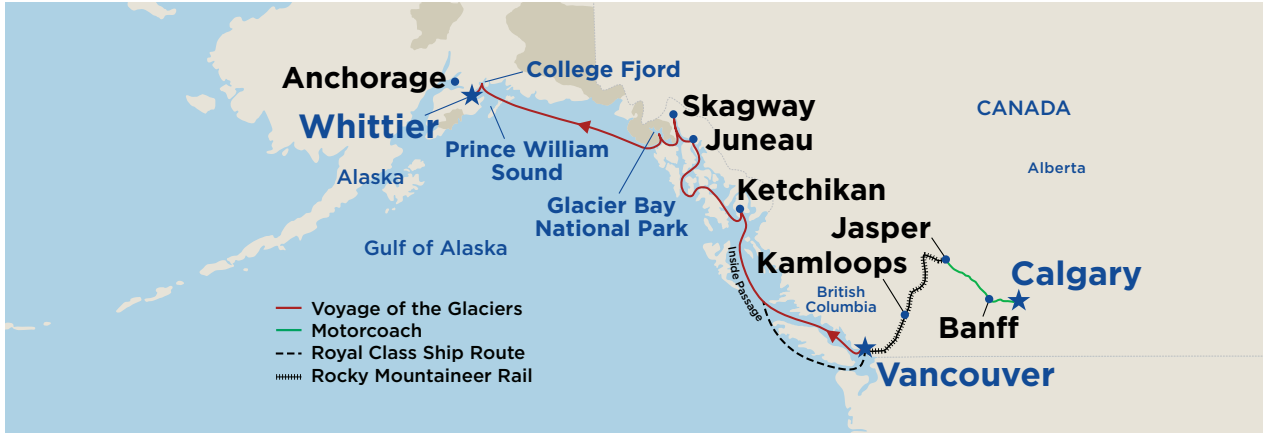 Anchorage
College Fjord
Whittier
Prince William
Sound
Alaska
Gulf of Alaska
Skagway
Juneau
Glacier Bay
National Park
Ketchikan
Inside Passage
CANADA
Alberta
Jasper
Kamloops
British
Columbia
Calgary
Banff
Vancouver
Voyage of the Glaciers
Motorcoach
Royal Class Ship Route
Rocky Mountaineer Rail